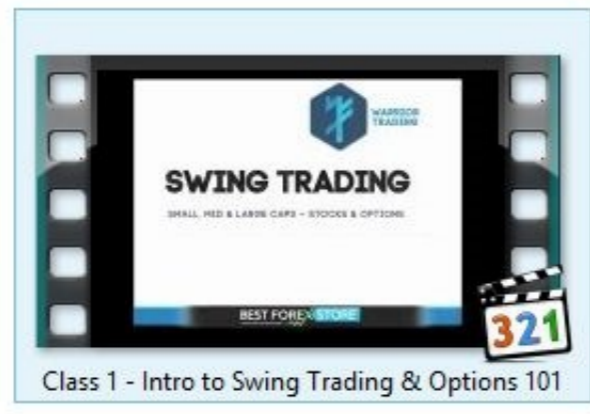 WARRIOR
TRADING
SWING TRADING
SMALL, MID & LARGE CAPS - STOCKS & OPTIONS
BEST FOREX STORE
321
Class 1 - Intro to Swing Trading & Options 101